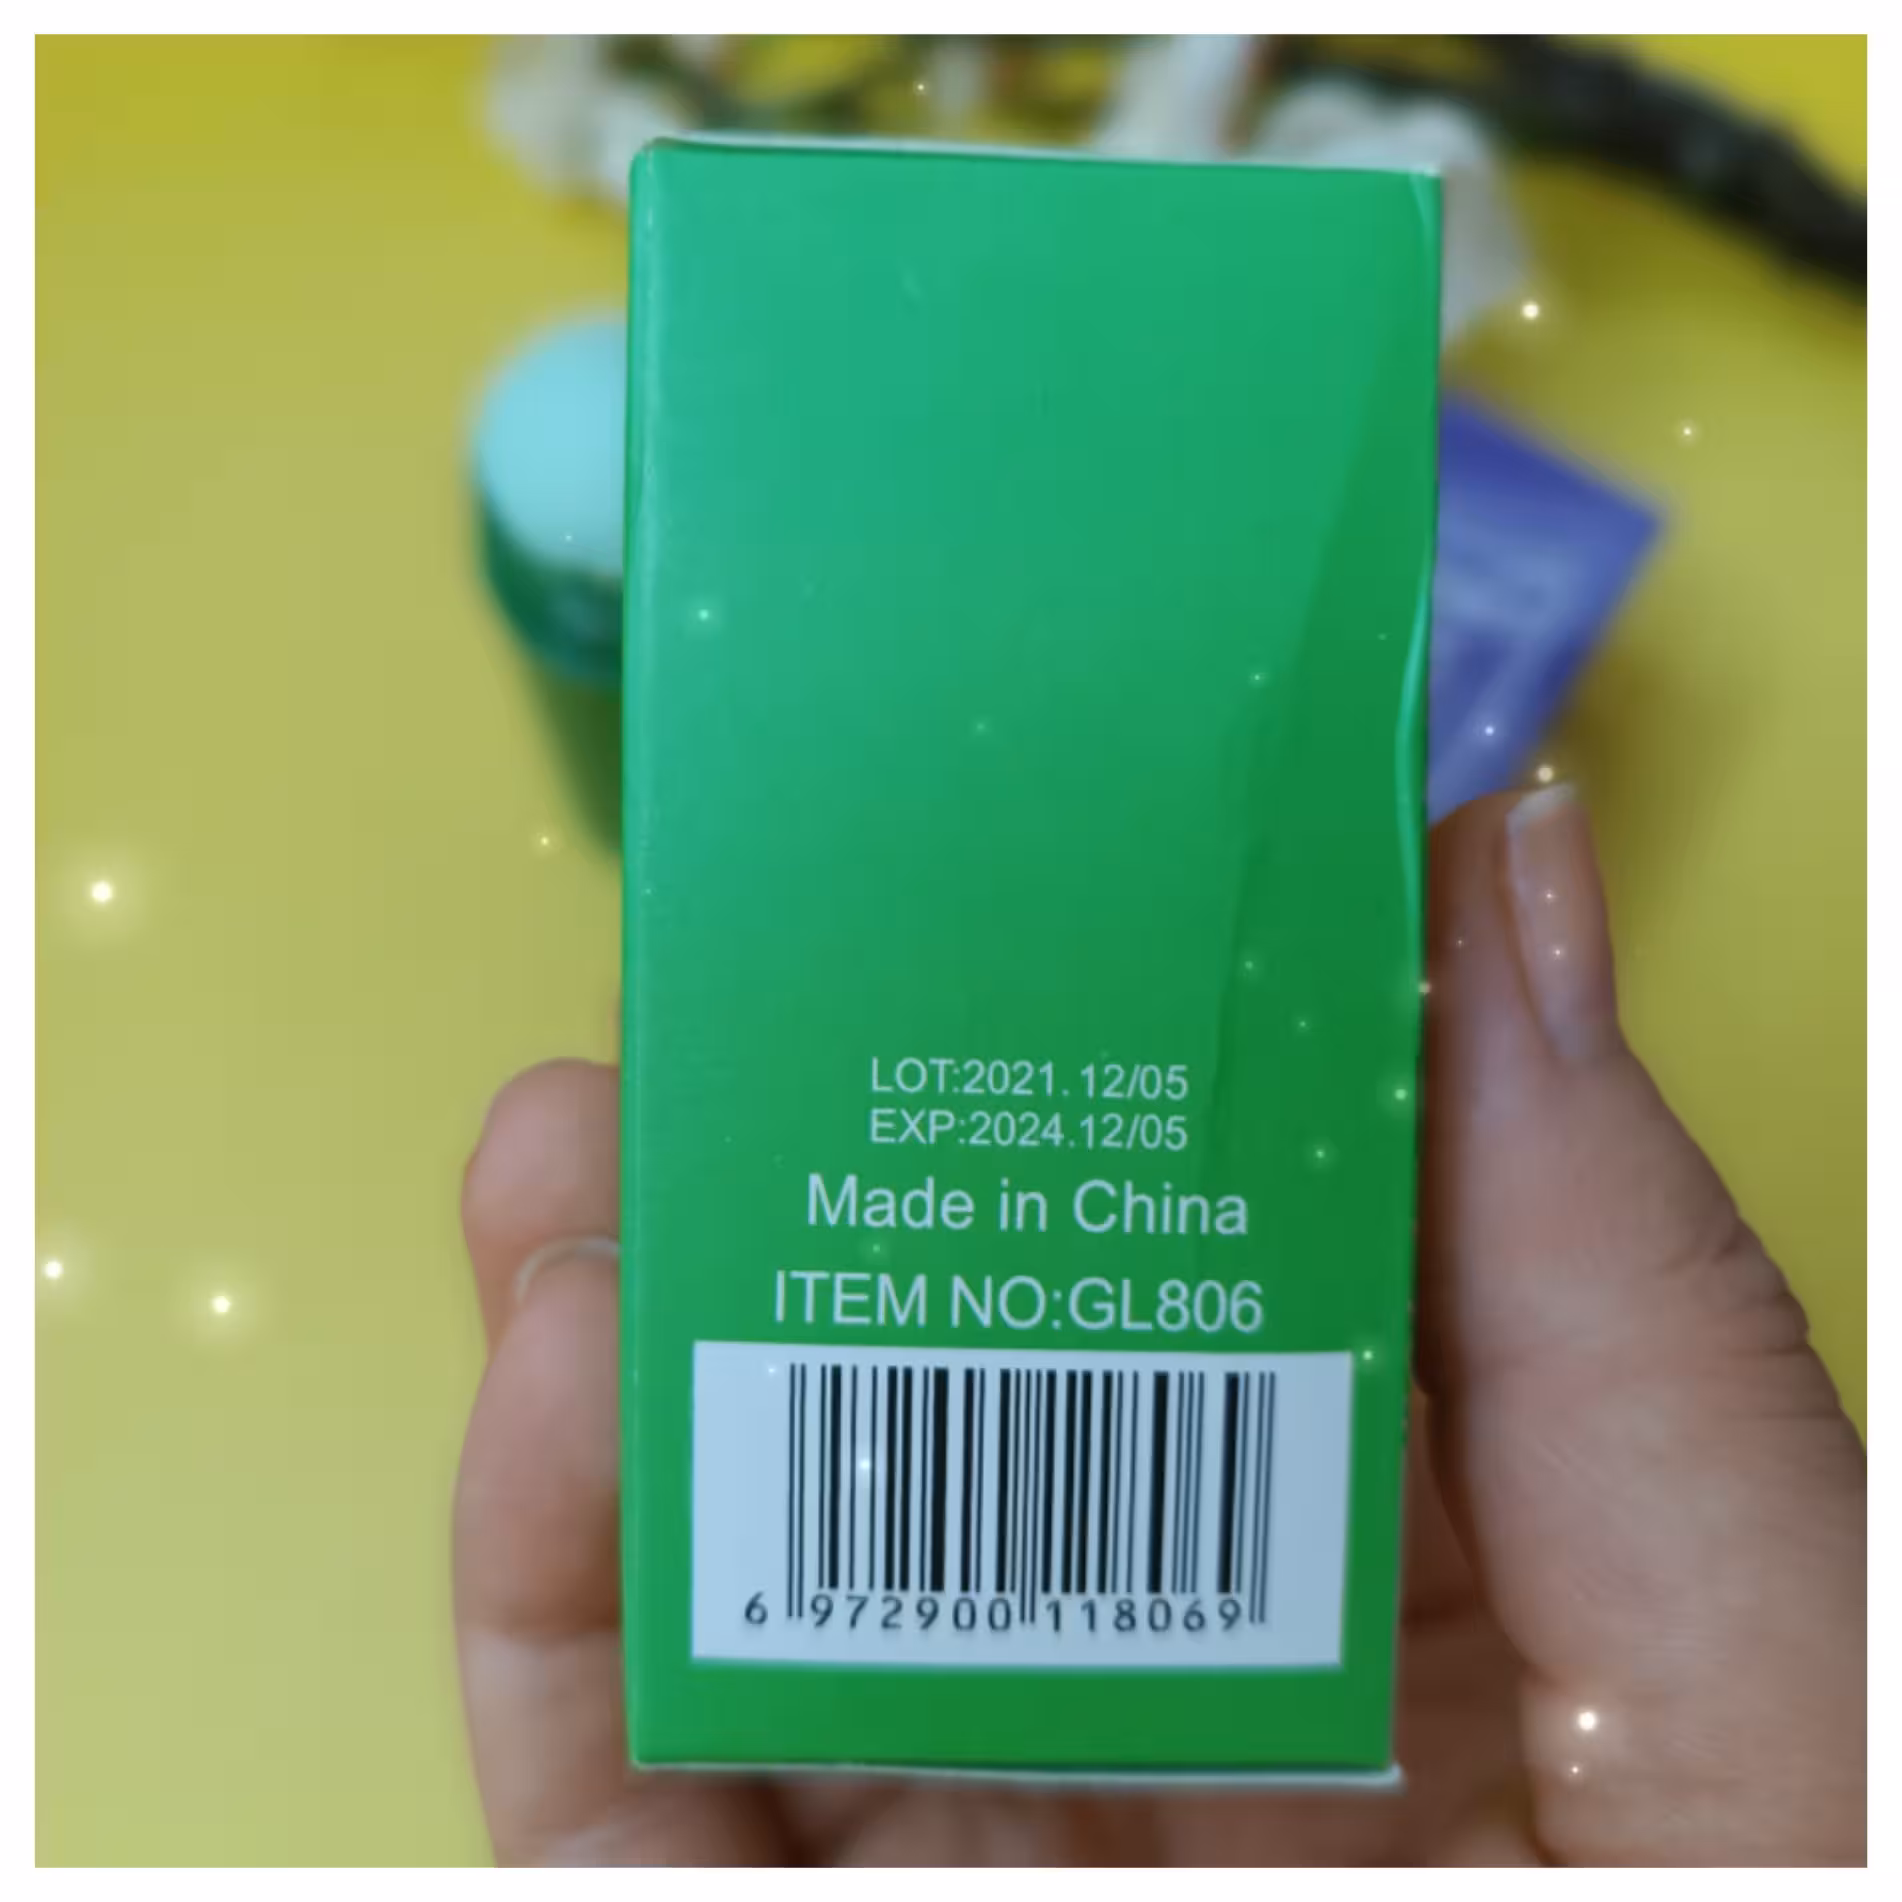 LOT:2021.12/05
EXP:2024.12/05
Made in China
ITEM NO:GL806
6 972900 118069